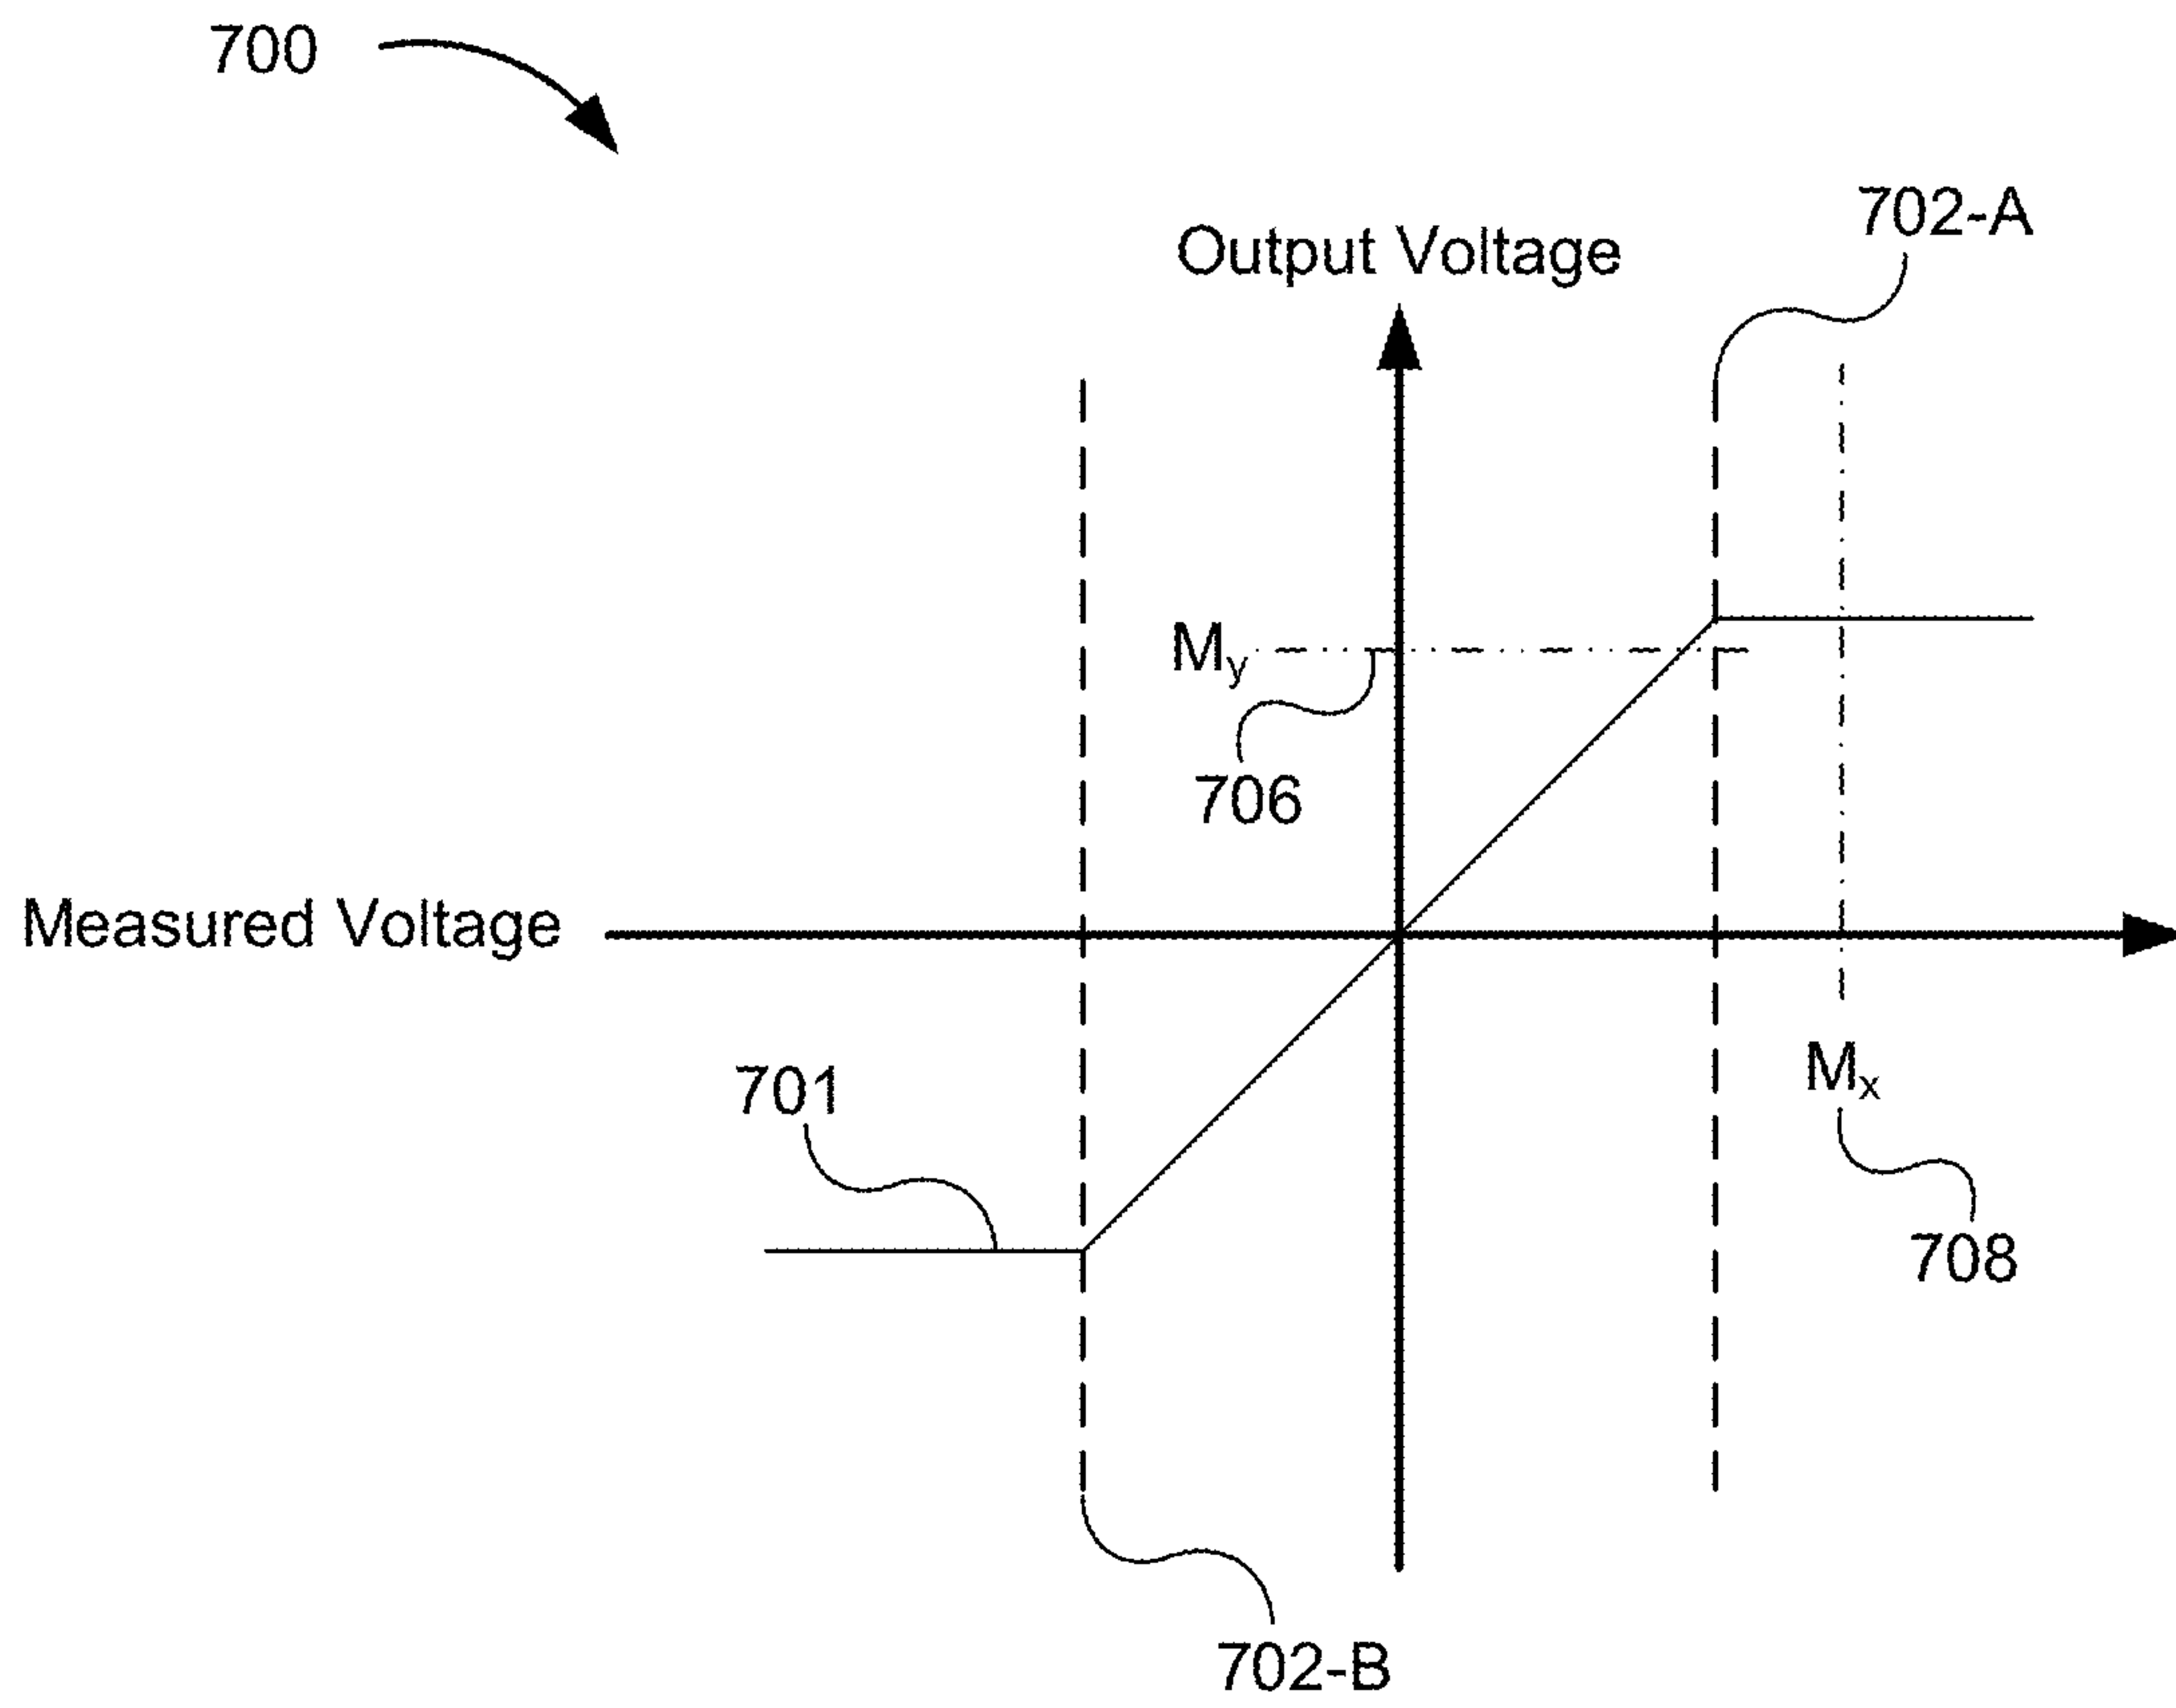 700
702-A
Output Voltage
My
706
Measured Voltage
701
Mx
708
702-B